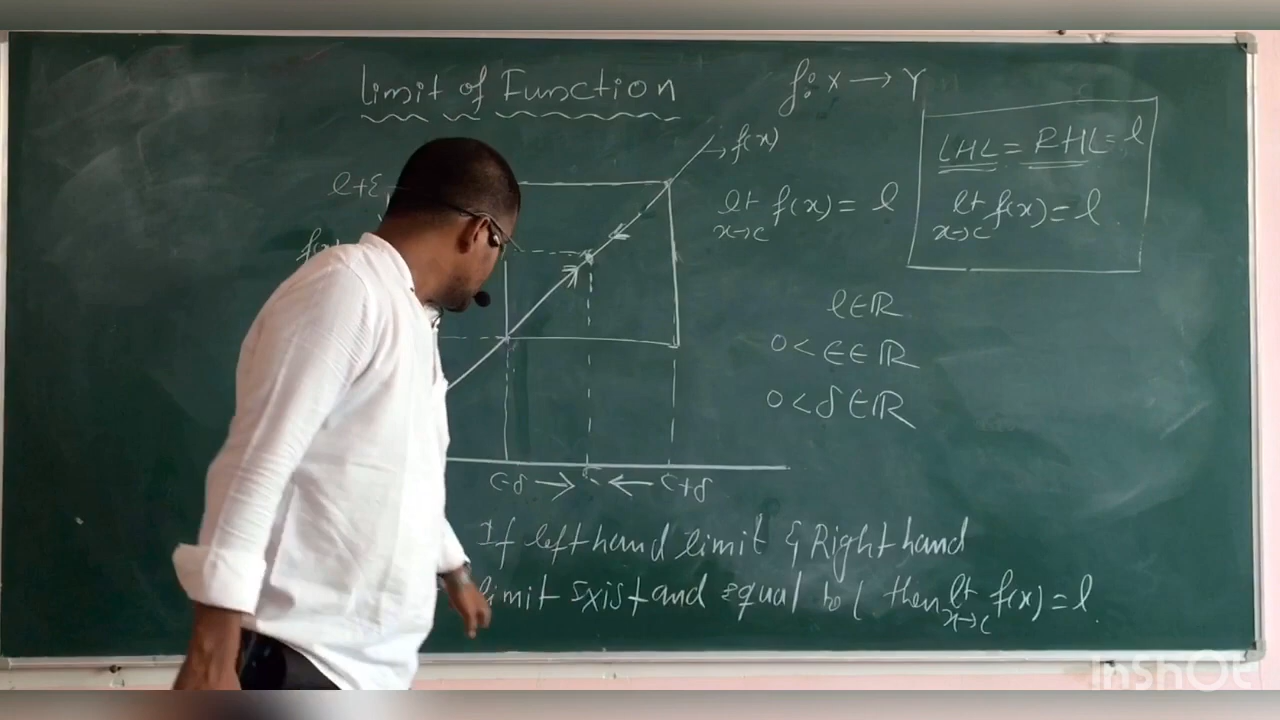 Limit of Function
f: X → Y
→ f(x)
LHL = RHL = l
l+ε
lt f(x) = l
x→c
lt f(x) = l
x→c
f(x)
l∈ℝ
0 < ε∈ℝ
0 < δ∈ℝ
c-δ → c ← c+δ
If left hand limit & Right hand
limit Exist and Equal to l then lt f(x) = l.
x→c
InShOt